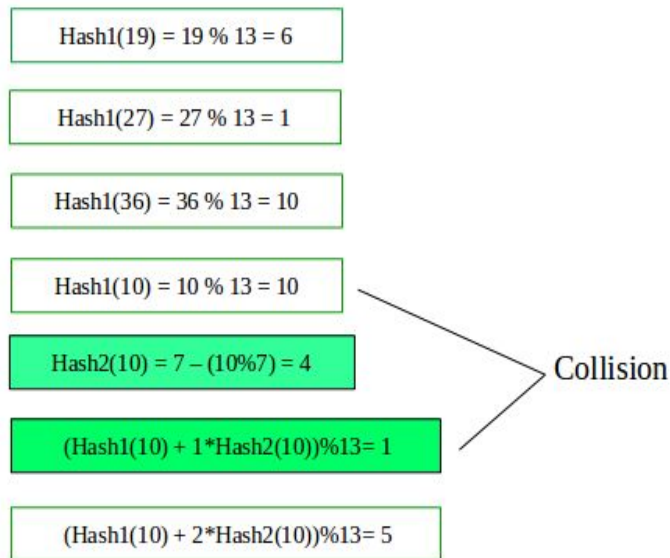 Hash1(19) = 19 % 13 = 6
Hash1(27) = 27 % 13 = 1
Hash1(36) = 36 % 13 = 10
Hash1(10) = 10 % 13 = 10
Hash2(10) = 7 – (10%7) = 4
Collision
(Hash1(10) + 1*Hash2(10))%13= 1
(Hash1(10) + 2*Hash2(10))%13= 5